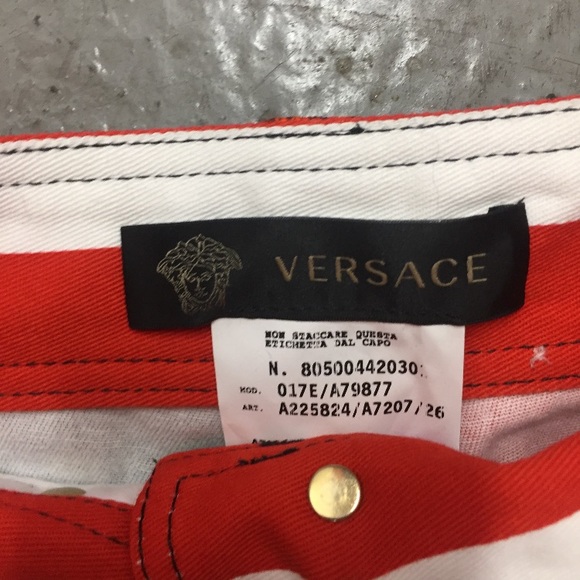 VERSACE
NON STACCARE QUESTA
ETICHETTA DAL CAPO
N. 80500442030
MOD. 017E/A79877
ART. A225824/A7207/26